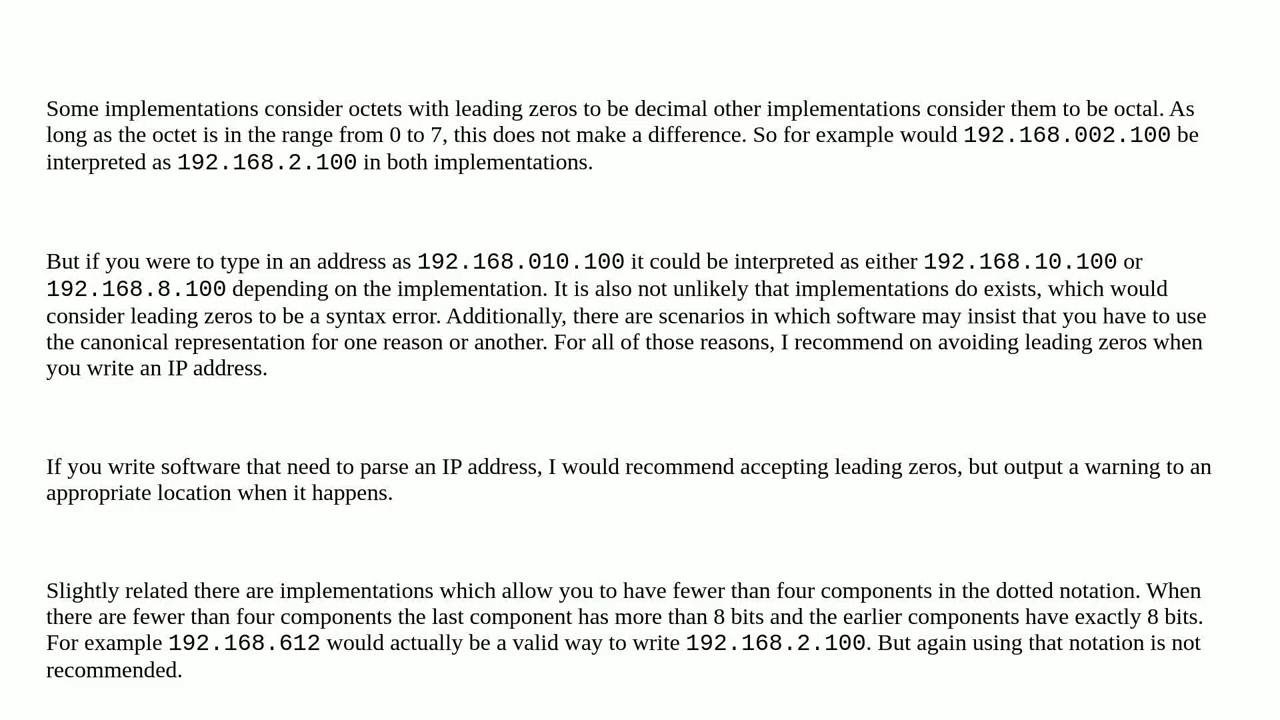 Some implementations consider octets with leading zeros to be decimal other implementations consider them to be octal. As
long as the octet is in the range from 0 to 7, this does not make a difference. So for example would 192.168.002.100 be
interpreted as 192.168.2.100 in both implementations.
But if you were to type in an address as 192.168.010.100 it could be interpreted as either 192.168.10.100 or
192.168.8.100 depending on the implementation. It is also not unlikely that implementations do exists, which would
consider leading zeros to be a syntax error. Additionally, there are scenarios in which software may insist that you have to use
the canonical representation for one reason or another. For all of those reasons, I recommend on avoiding leading zeros when
you write an IP address.
If you write software that need to parse an IP address, I would recommend accepting leading zeros, but output a warning to an
appropriate location when it happens.
Slightly related there are implementations which allow you to have fewer than four components in the dotted notation. When
there are fewer than four components the last component has more than 8 bits and the earlier components have exactly 8 bits.
For example 192.168.612 would actually be a valid way to write 192.168.2.100. But again using that notation is not
recommended.